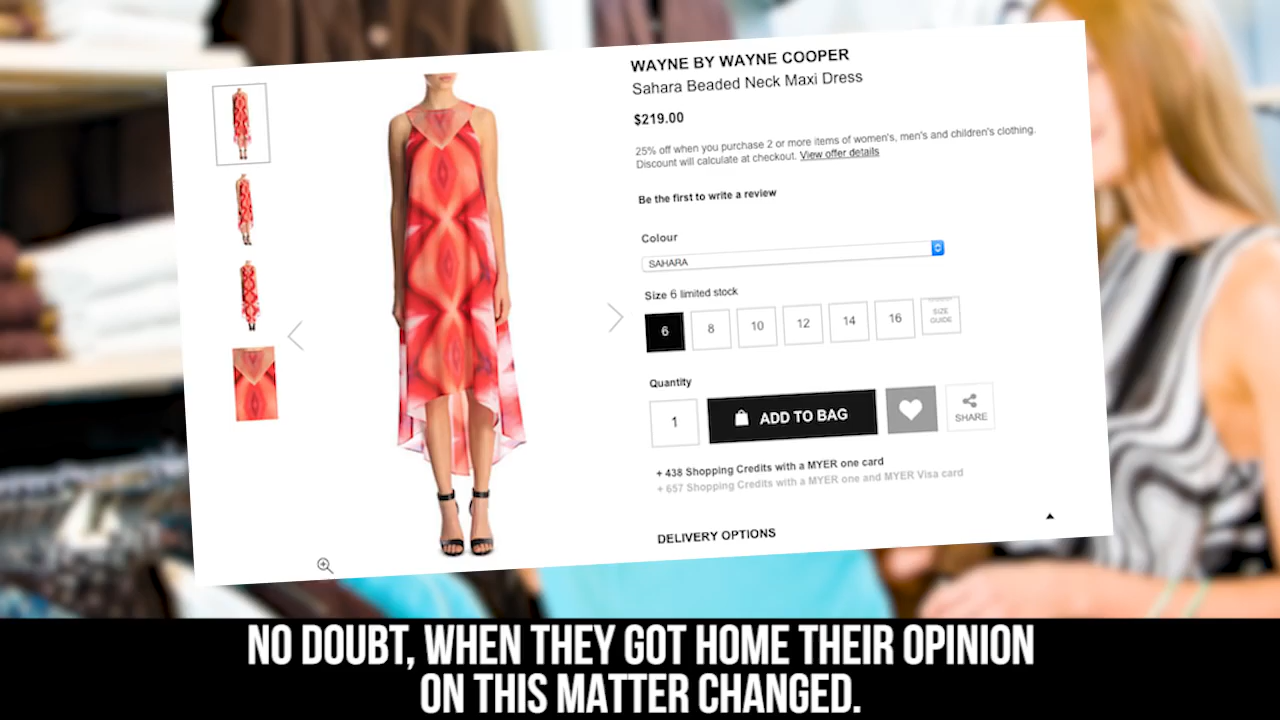 WAYNE BY WAYNE COOPER
Sahara Beaded Neck Maxi Dress
$219.00
25% off when you purchase 2 or more items of women's, men's and children's clothing.
Discount will calculate at checkout. View offer details
Be the first to write a review
Colour
SAHARA
Size 6 limited stock
6 8 10 12 14 16 SIZE
GUIDE
Quantity
1 ADD TO BAG SHARE
+ 438 Shopping Credits with a MYER one card
+ 657 Shopping Credits with a MYER one and MYER Visa card
DELIVERY OPTIONS
NO DOUBT, WHEN THEY GOT HOME THEIR OPINION
ON THIS MATTER CHANGED.